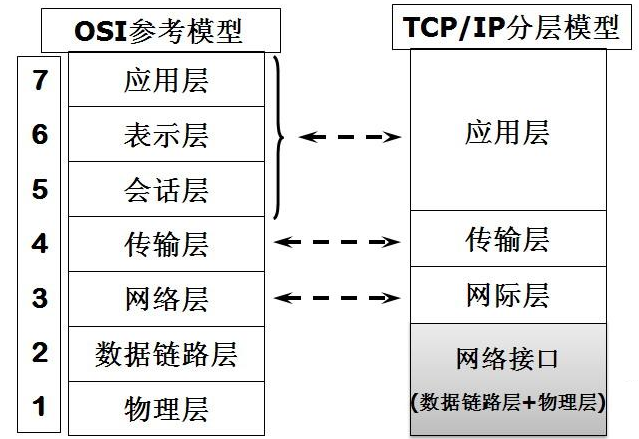 OSI参考模型
TCP/IP分层模型
7
应用层
6
表示层
5
会话层
4
传输层
3
网络层
2
数据链路层
1
物理层
应用层
传输层
网际层
网络接口
(数据链路层+物理层)